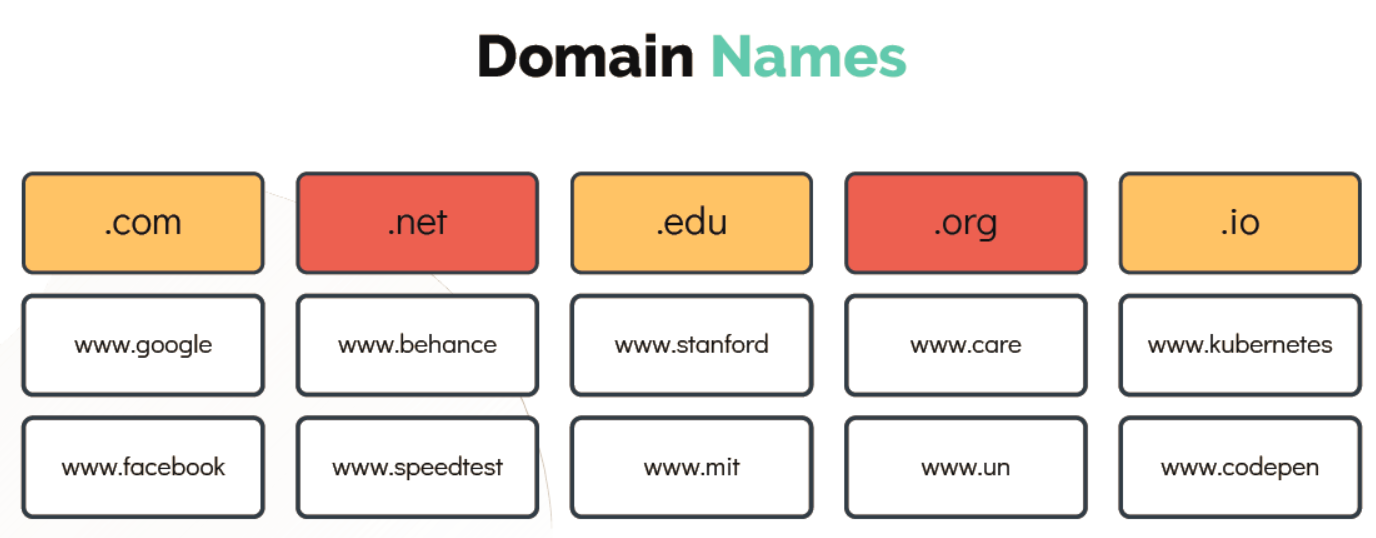 Domain Names
.com .net .edu .org .io
www.google www.behance www.stanford www.care www.kubernetes
www.facebook www.speedtest www.mit www.un www.codepen